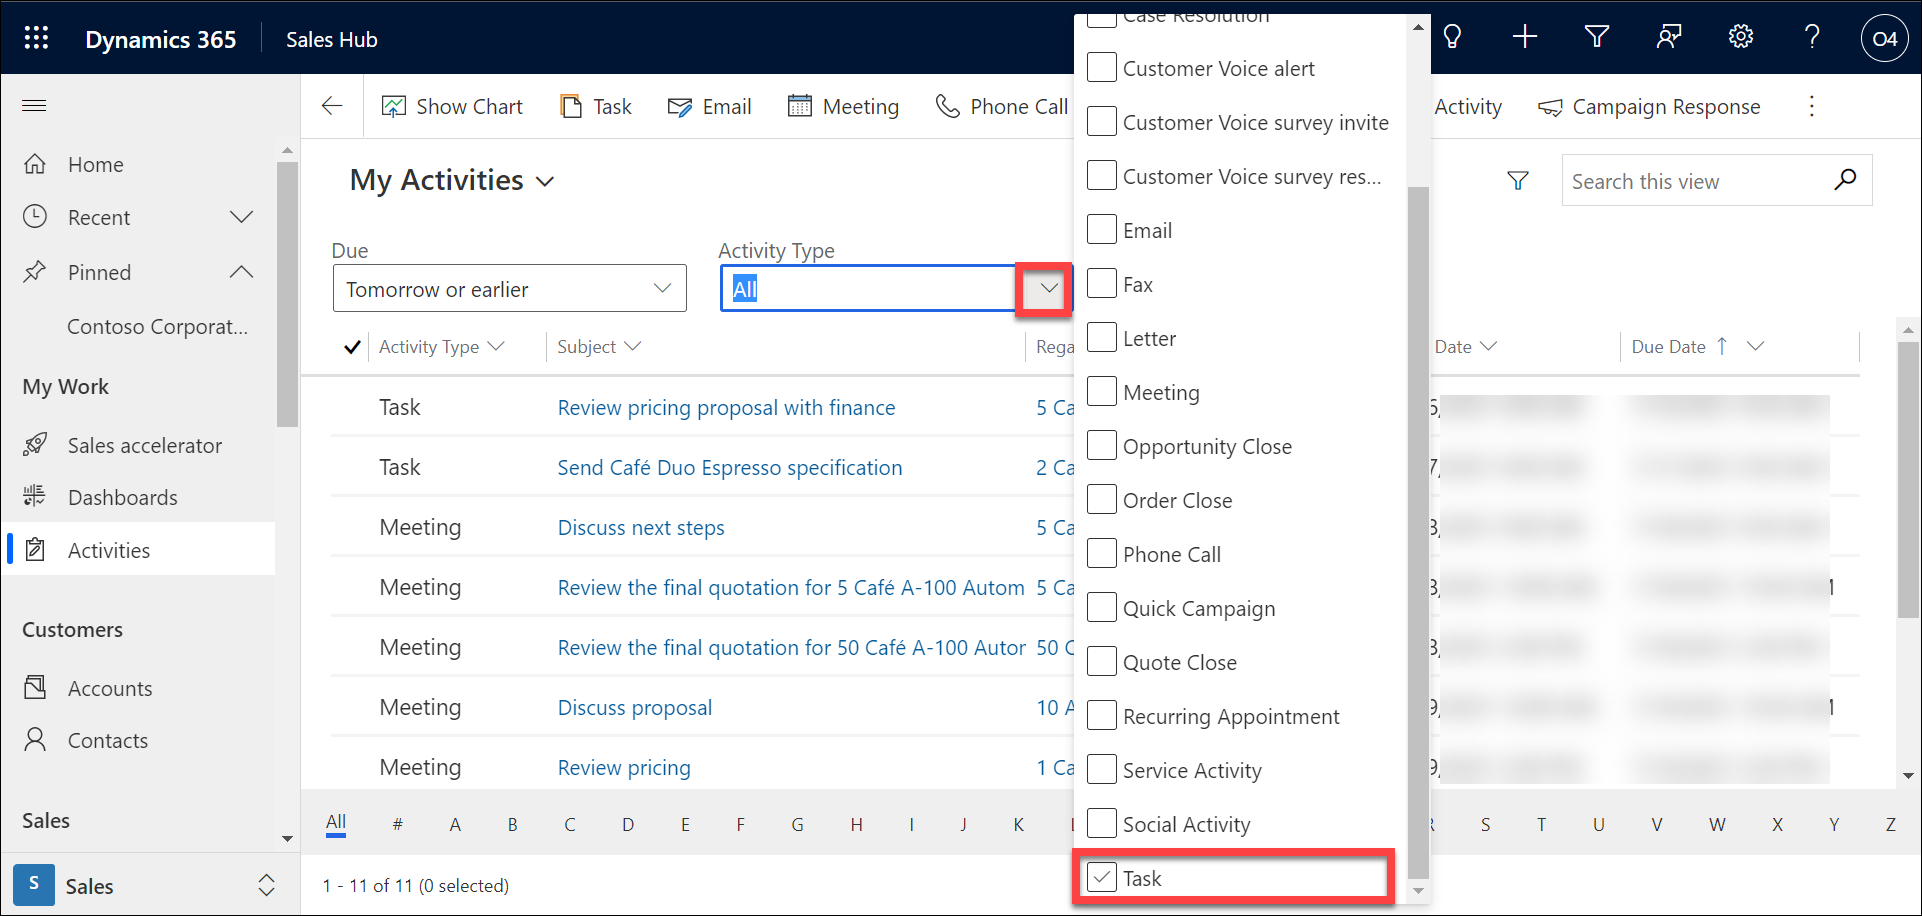 Dynamics 365 Sales Hub O4
Show Chart Task Email Meeting Phone Call Activity Campaign Response
Home
Recent
Pinned
Contoso Corporat...
My Work
Sales accelerator
Dashboards
Activities
Customers
Accounts
Contacts
Sales
S Sales
My Activities
Search this view
Due
Tomorrow or earlier
Activity Type
All
Activity Type Subject Rega Date Due Date
Task Review pricing proposal with finance 5 Ca
Task Send Café Duo Espresso specification 2 Ca
Meeting Discuss next steps 5 Ca
Meeting Review the final quotation for 5 Café A-100 Autom 5 Ca
Meeting Review the final quotation for 50 Café A-100 Autor 50 C
Meeting Discuss proposal 10 A
Meeting Review pricing 1 Ca
All # A B C D E F G H I J K R S T U V W X Y Z
1 - 11 of 11 (0 selected)
Case Resolution
Customer Voice alert
Customer Voice survey invite
Customer Voice survey res...
Email
Fax
Letter
Meeting
Opportunity Close
Order Close
Phone Call
Quick Campaign
Quote Close
Recurring Appointment
Service Activity
Social Activity
Task